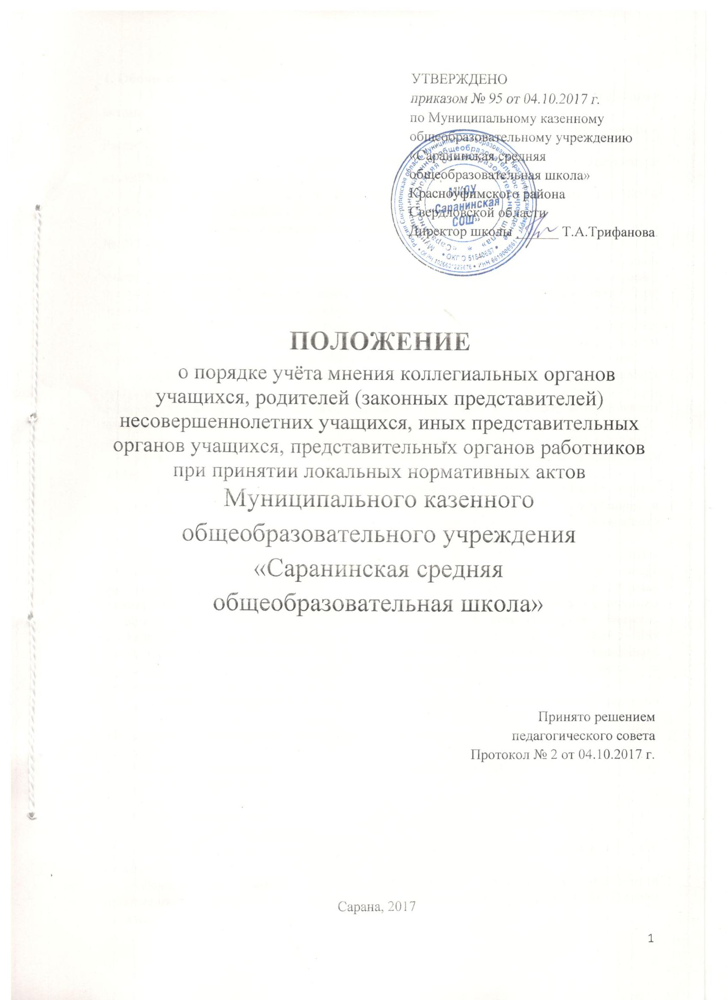 УТВЕРЖДЕНО
приказом № 95 от 04.10.2017 г.
по Муниципальному казенному
общеобразовательному учреждению
«Саранинская средняя
общеобразовательная школа»
Красноуфимского района
Свердловской области
Директор школы ______ Т.А.Трифанова
МКОУ
«Саранинская
СОШ»
ПОЛОЖЕНИЕ
о порядке учёта мнения коллегиальных органов
учащихся, родителей (законных представителей)
несовершеннолетних учащихся, иных представительных
органов учащихся, представительных органов работников
при принятии локальных нормативных актов
Муниципального казенного
общеобразовательного учреждения
«Саранинская средняя
общеобразовательная школа»
Принято решением
педагогического совета
Протокол № 2 от 04.10.2017 г.
Сарана, 2017
1